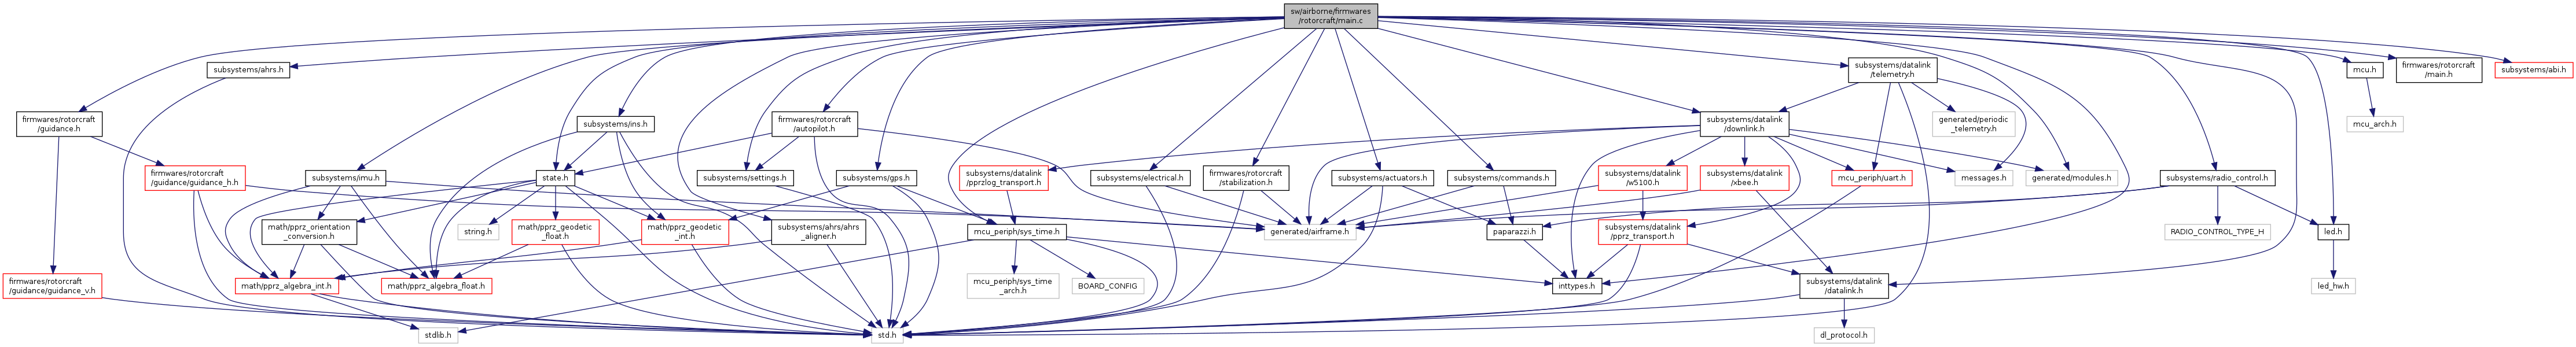 sw/airborne/firmwares
/rotorcraft/main.c
subsystems/ahrs.h
subsystems/datalink
/telemetry.h
mcu.h
firmwares/rotorcraft
/main.h
subsystems/abi.h
firmwares/rotorcraft
/guidance.h
subsystems/ins.h
firmwares/rotorcraft
/autopilot.h
subsystems/datalink
/downlink.h
generated/periodic
_telemetry.h
mcu_arch.h
firmwares/rotorcraft
/guidance/guidance_h.h
subsystems/imu.h
state.h
subsystems/settings.h
subsystems/gps.h
subsystems/datalink
/pprzlog_transport.h
subsystems/electrical.h
firmwares/rotorcraft
/stabilization.h
subsystems/actuators.h
subsystems/commands.h
subsystems/datalink
/w5100.h
subsystems/datalink
/xbee.h
mcu_periph/uart.h
messages.h
generated/modules.h
subsystems/radio_control.h
math/pprz_orientation
_conversion.h
string.h
math/pprz_geodetic
_float.h
math/pprz_geodetic
_int.h
subsystems/ahrs/ahrs
_aligner.h
mcu_periph/sys_time.h
generated/airframe.h
paparazzi.h
subsystems/datalink
/pprz_transport.h
RADIO_CONTROL_TYPE_H
led.h
firmwares/rotorcraft
/guidance/guidance_v.h
math/pprz_algebra_int.h
math/pprz_algebra_float.h
mcu_periph/sys_time
_arch.h
BOARD_CONFIG
inttypes.h
subsystems/datalink
/datalink.h
led_hw.h
stdlib.h
std.h
dl_protocol.h